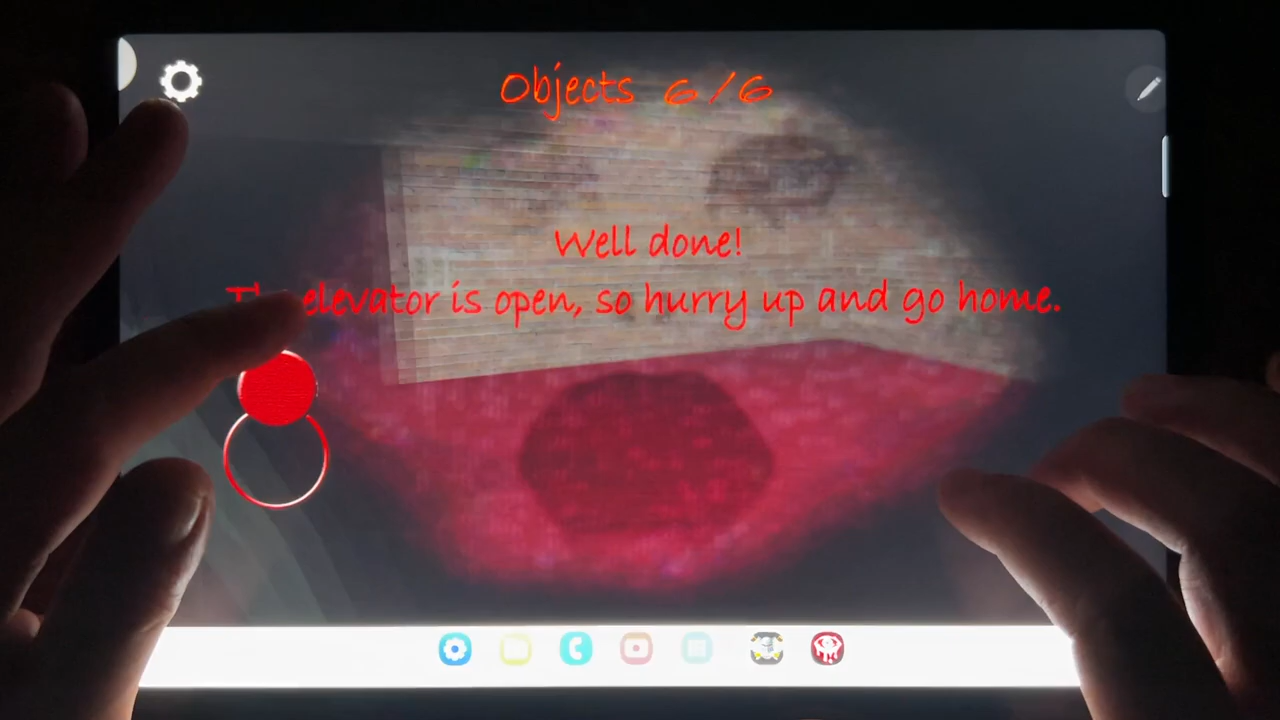 Objects 6/6
Well done!
elevator is open, so hurry up and go home.